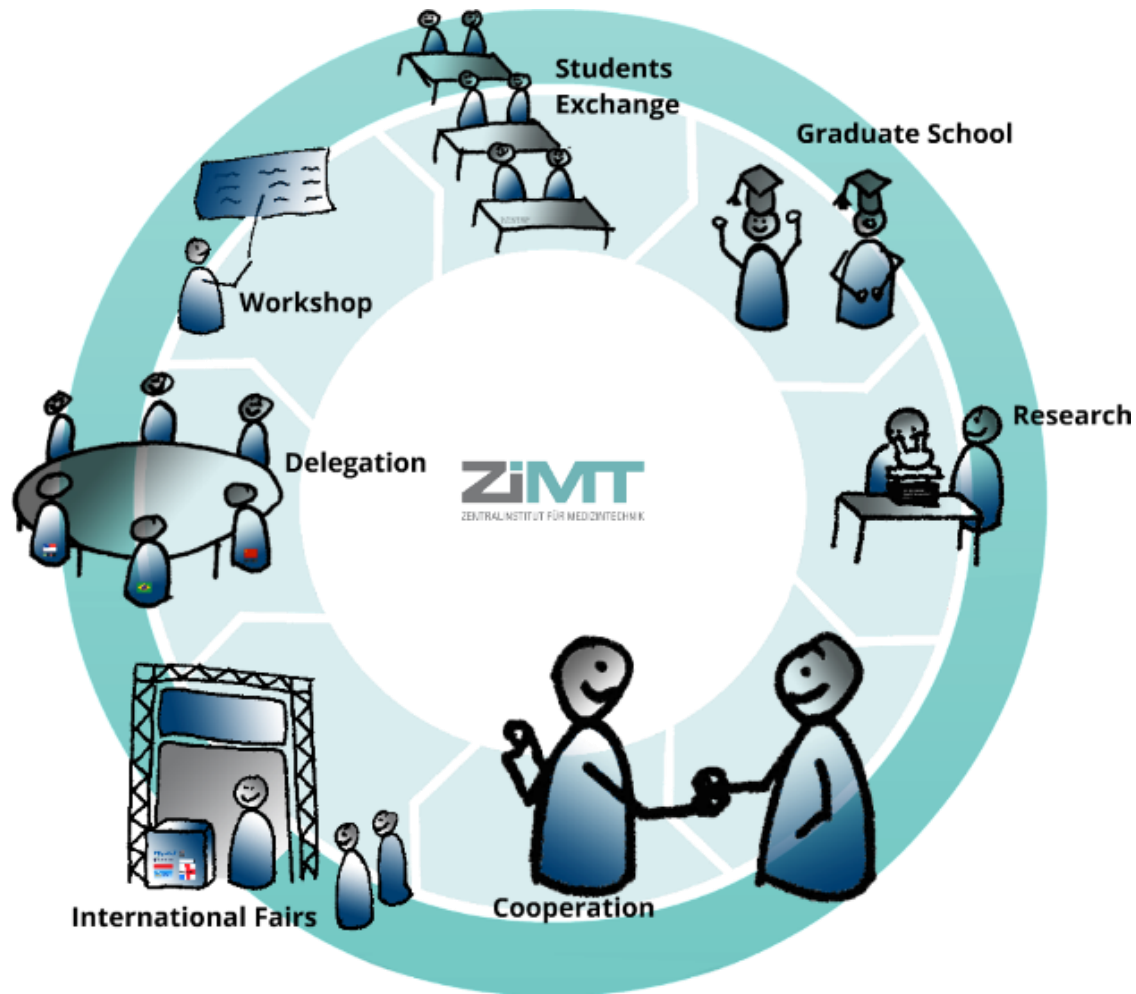 Students
Exchange
Graduate School
Workshop
Research
Delegation
ZiMT
ZENTRALINSTITUT FÜR MEDIZINTECHNIK
International Fairs
Cooperation